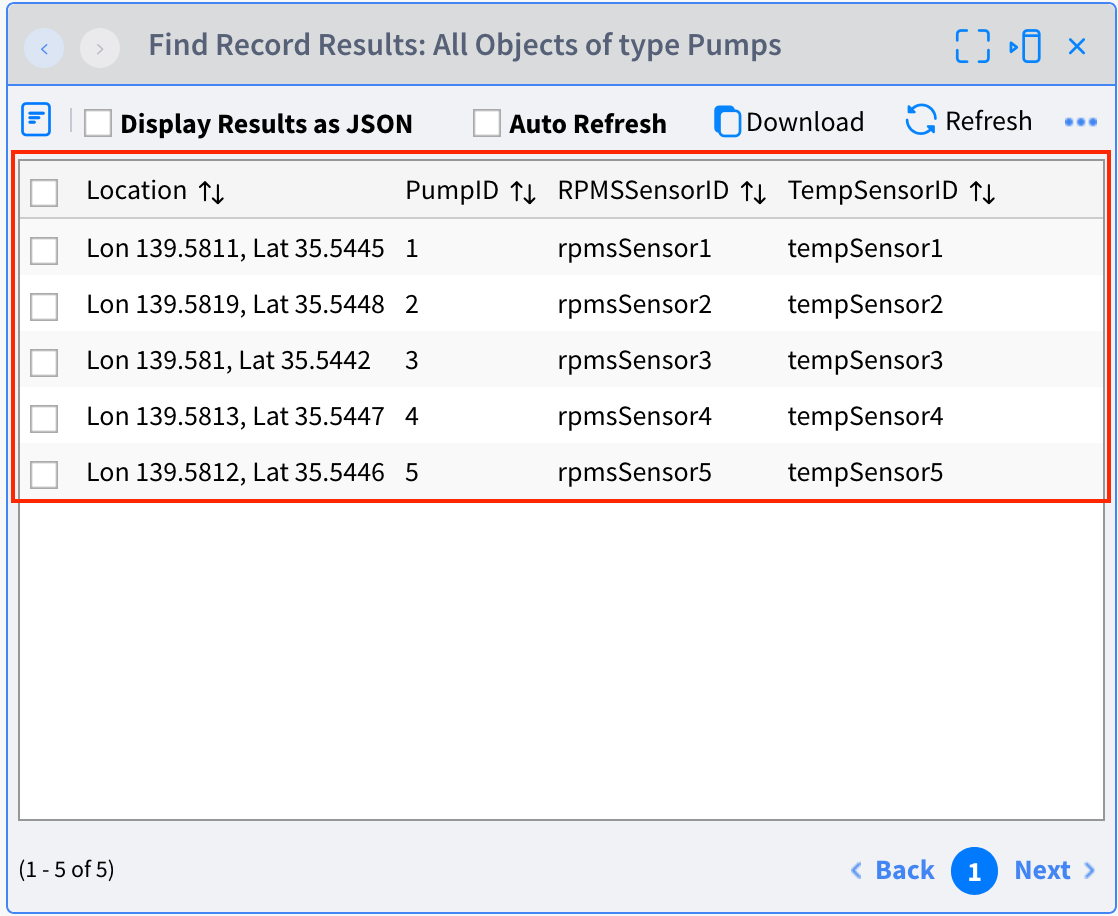 Find Record Results: All Objects of type Pumps
Display Results as JSON Auto Refresh Download Refresh
Location PumpID RPMSSensorID TempSensorID
Lon 139.5811, Lat 35.5445 1 rpmsSensor1 tempSensor1
Lon 139.5819, Lat 35.5448 2 rpmsSensor2 tempSensor2
Lon 139.581, Lat 35.5442 3 rpmsSensor3 tempSensor3
Lon 139.5813, Lat 35.5447 4 rpmsSensor4 tempSensor4
Lon 139.5812, Lat 35.5446 5 rpmsSensor5 tempSensor5
(1 - 5 of 5) Back 1 Next